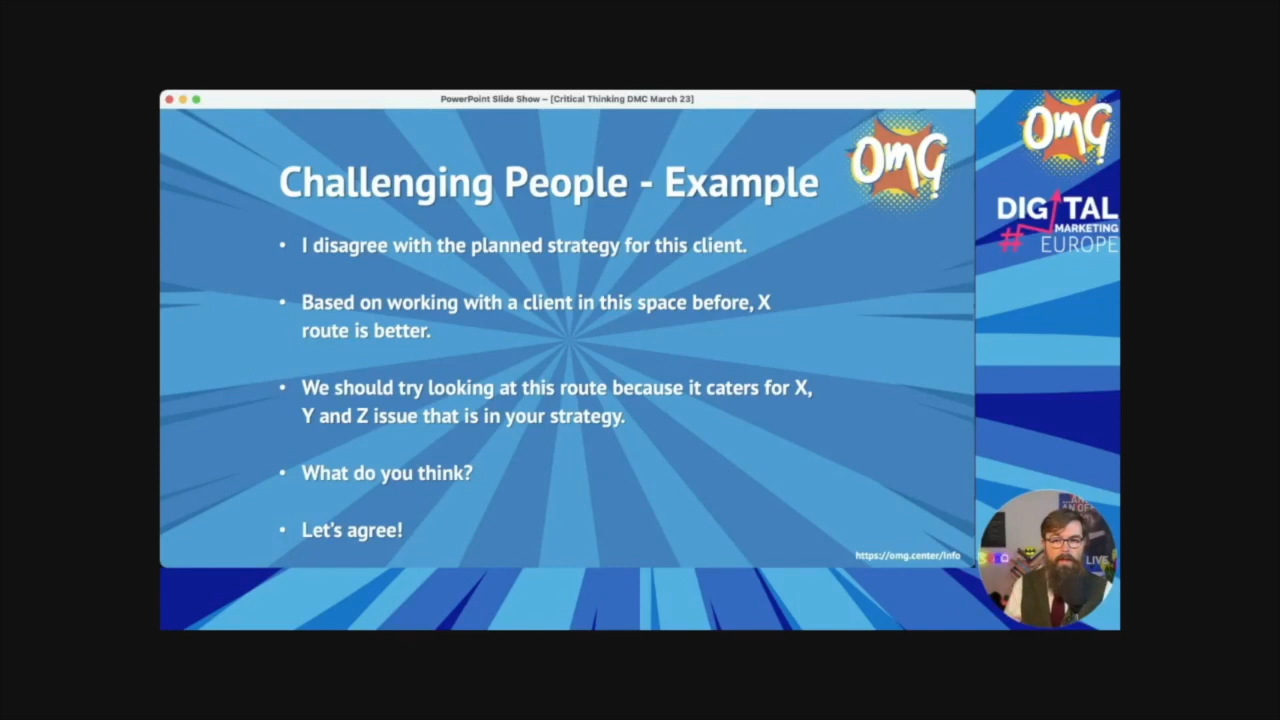 PowerPoint Slide Show – [Critical Thinking DMC March 23]
OMG
OMG
Challenging People - Example
DIGITAL
MARKETING
# EUROPE
• I disagree with the planned strategy for this client.
• Based on working with a client in this space before, X
route is better.
• We should try looking at this route because it caters for X,
Y and Z issue that is in your strategy.
• What do you think?
• Let's agree!
https://omg.center/info
LIVE